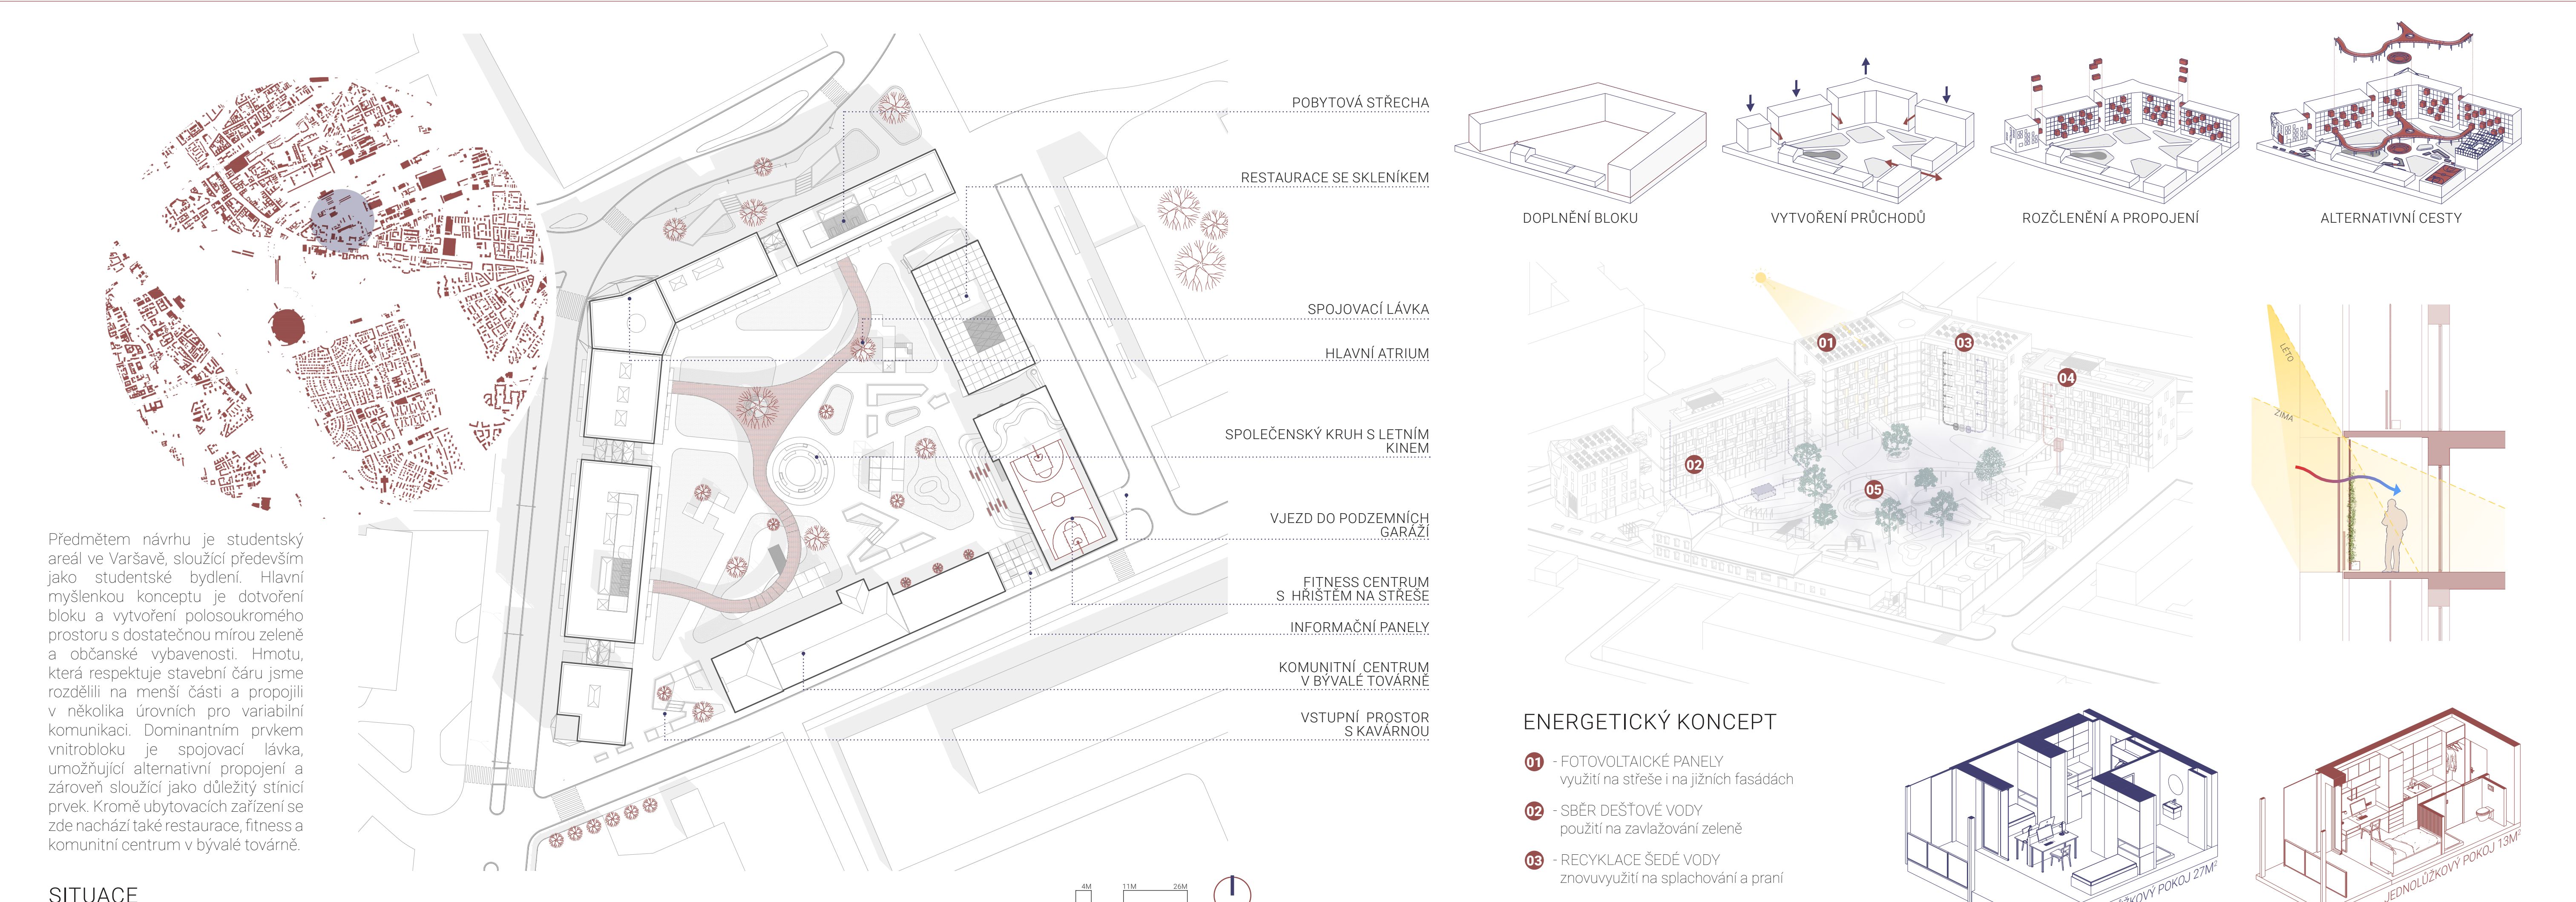 POBYTOVÁ STŘECHA
RESTAURACE SE SKLENÍKEM
SPOJOVACÍ LÁVKA
HLAVNÍ ATRIUM
SPOLEČENSKÝ KRUH S LETNÍM
KINEM
VJEZD DO PODZEMNÍCH
GARÁŽÍ
FITNESS CENTRUM
S HŘIŠTĚM NA STŘEŠE
INFORMAČNÍ PANELY
KOMUNITNÍ CENTRUM
V BÝVALÉ TOVÁRNĚ
VSTUPNÍ PROSTOR
S KAVÁRNOU
Předmětem návrhu je studentský
areál ve Varšavě, sloužící především
jako studentské bydlení. Hlavní
myšlenkou konceptu je dotvoření
bloku a vytvoření polosoukromého
prostoru s dostatečnou mírou zeleně
a občanské vybavenosti. Hmotu,
která respektuje stavební čáru jsme
rozdělili na menší části a propojili
v několika úrovních pro variabilní
komunikaci. Dominantním prvkem
vnitrobloku je spojovací lávka,
umožňující alternativní propojení a
zároveň sloužící jako důležitý stínicí
prvek. Kromě ubytovacích zařízení se
zde nachází také restaurace, fitness a
komunitní centrum v bývalé továrně.
SITUACE
4M 11M 26M
DOPLNĚNÍ BLOKU
VYTVOŘENÍ PRŮCHODŮ
ROZČLENĚNÍ A PROPOJENÍ
ALTERNATIVNÍ CESTY
01
03
04
02
05
LÉTO
ZIMA
ENERGETICKÝ KONCEPT
01 - FOTOVOLTAICKÉ PANELY
využití na střeše i na jižních fasádách
02 - SBĚR DEŠŤOVÉ VODY
použití na zavlažování zeleně
03 - RECYKLACE ŠEDÉ VODY
znovuvyužití na splachování a praní
POKOJ 27M²
JEDNOLŮŽKOVÝ POKOJ 13M²